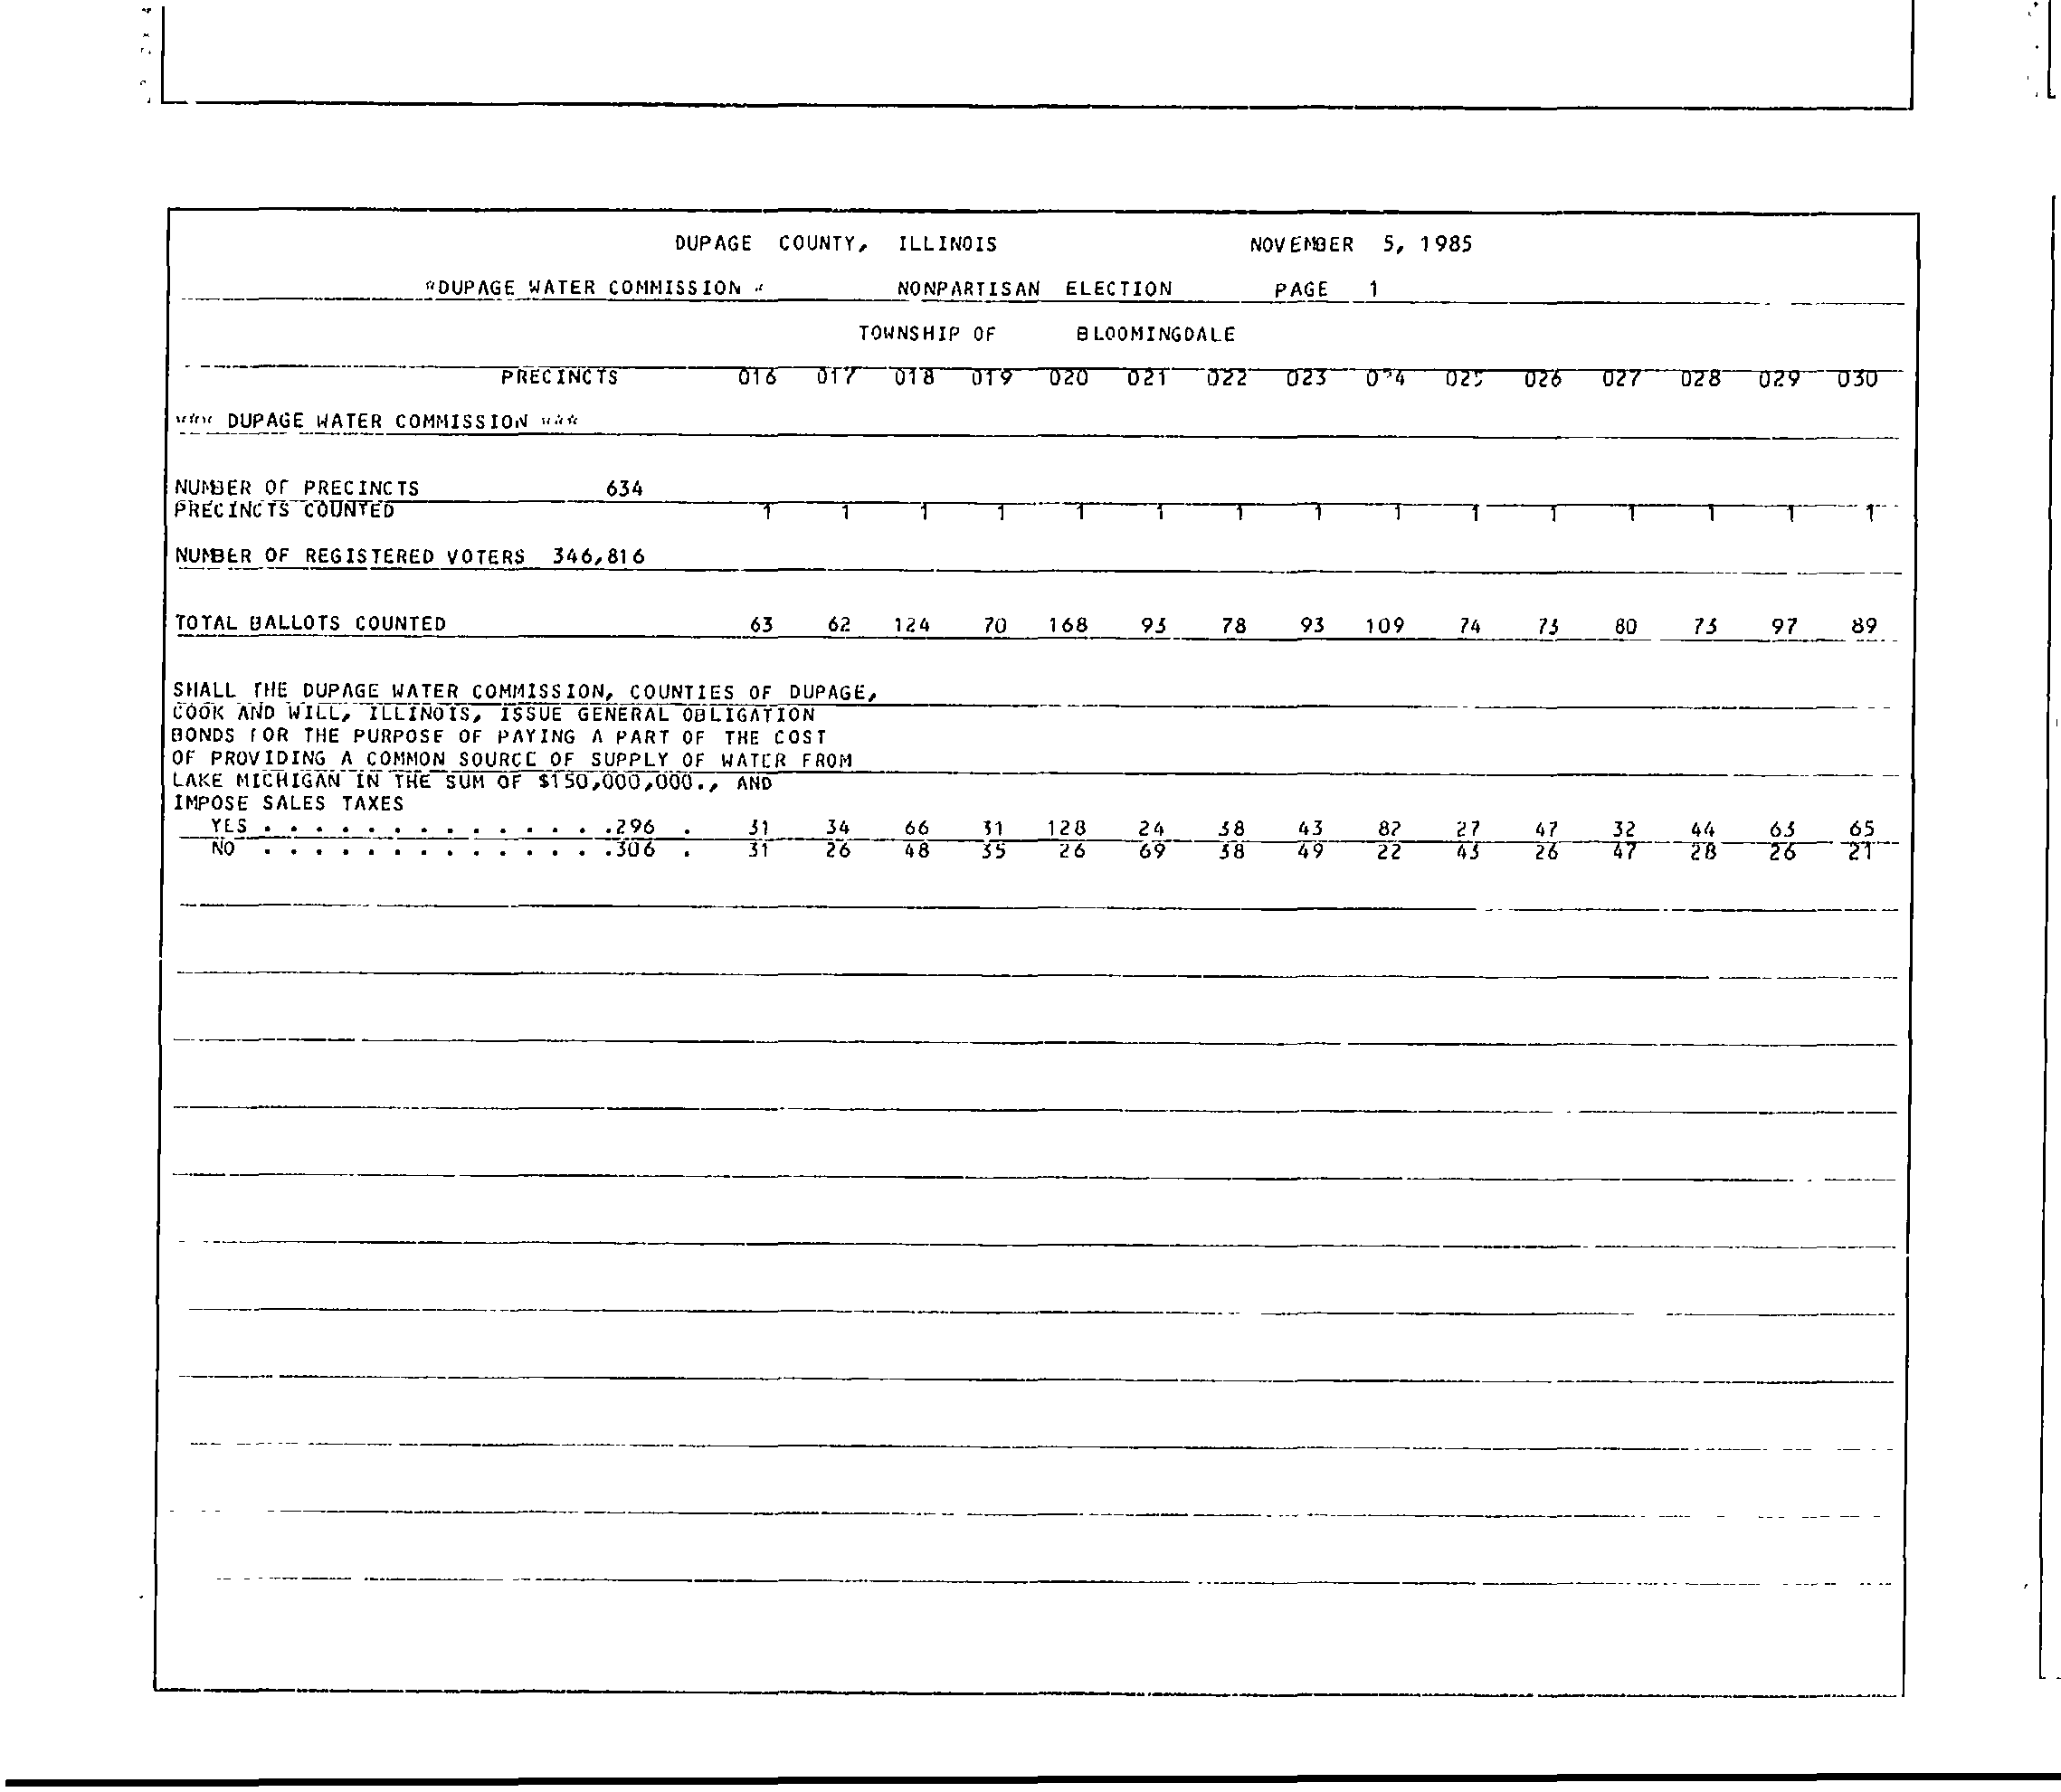 DUPAGE COUNTY, ILLINOIS NOVEMBER 5, 1985
*DUPAGE WATER COMMISSION * NONPARTISAN ELECTION PAGE 1
TOWNSHIP OF BLOOMINGDALE
PRECINCTS 016 017 018 019 020 021 022 023 024 025 026 027 028 029 030
*** DUPAGE WATER COMMISSION ***
NUMBER OF PRECINCTS 634
PRECINCTS COUNTED 1 1 1 1 1 1 1 1 1 1 1 1 1 1 1
NUMBER OF REGISTERED VOTERS 346,816
TOTAL BALLOTS COUNTED 63 62 124 70 168 95 78 93 109 74 73 80 73 97 89
SHALL THE DUPAGE WATER COMMISSION, COUNTIES OF DUPAGE,
COOK AND WILL, ILLINOIS, ISSUE GENERAL OBLIGATION
BONDS FOR THE PURPOSE OF PAYING A PART OF THE COST
OF PROVIDING A COMMON SOURCE OF SUPPLY OF WATER FROM
LAKE MICHIGAN IN THE SUM OF $150,000,000., AND
IMPOSE SALES TAXES
YES . . . . . . . . . . . . . .296 . 31 34 66 31 128 24 38 43 82 27 47 32 44 63 65
NO . . . . . . . . . . . . . .306 . 31 26 48 35 26 69 38 49 22 43 26 47 28 26 21